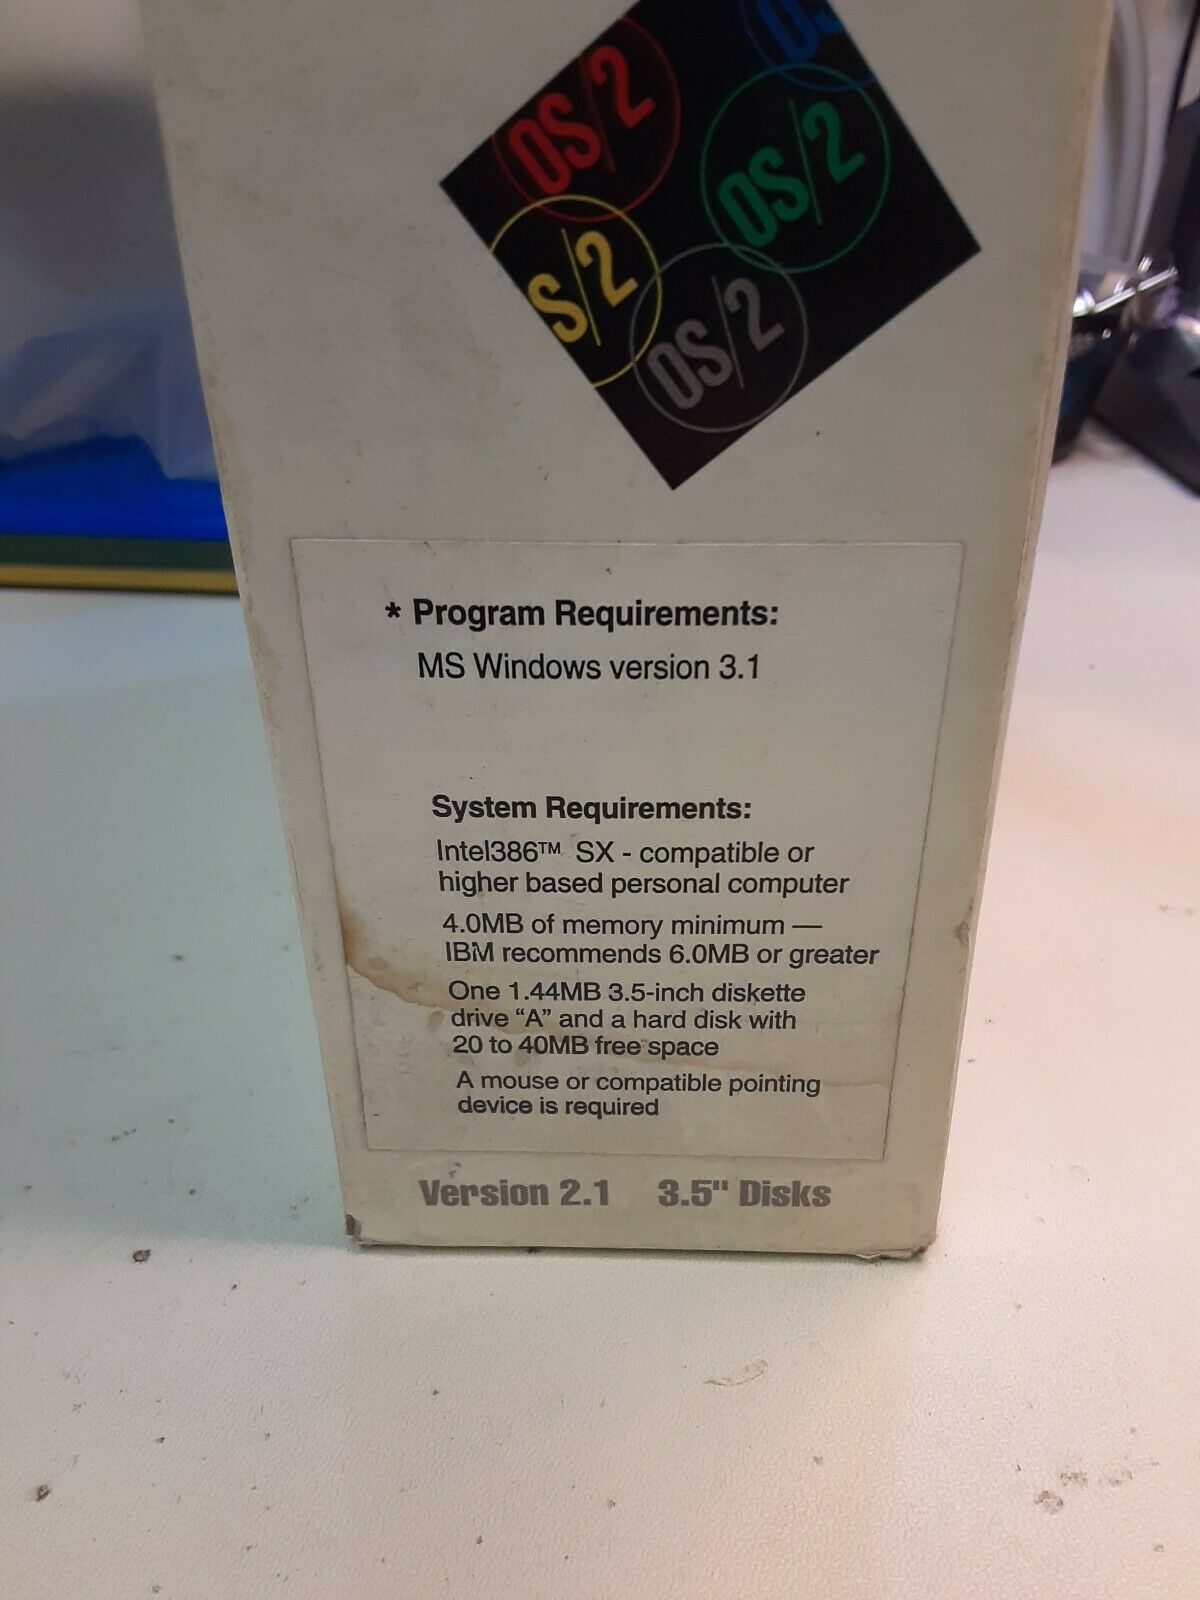 OS
OS/2
OS/2
S/2
OS/2
* Program Requirements:
MS Windows version 3.1
System Requirements:
Intel386™ SX - compatible or
higher based personal computer
4.0MB of memory minimum —
IBM recommends 6.0MB or greater
One 1.44MB 3.5-inch diskette
drive “A” and a hard disk with
20 to 40MB free space
A mouse or compatible pointing
device is required
Version 2.1 3.5" Disks